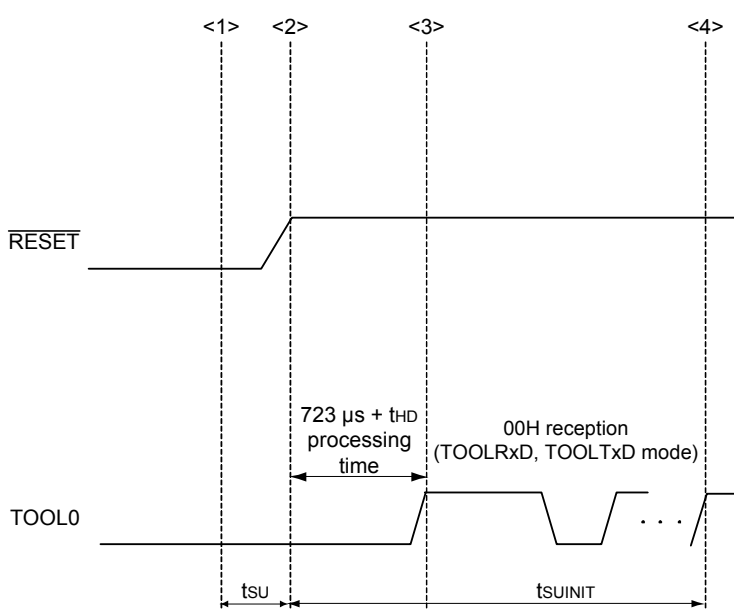 <1> <2> <3> <4>
RESET
723 µs + tHD
processing
time
00H reception
(TOOLRxD, TOOLTxD mode)
TOOL0
. . .
tSU
tSUINIT